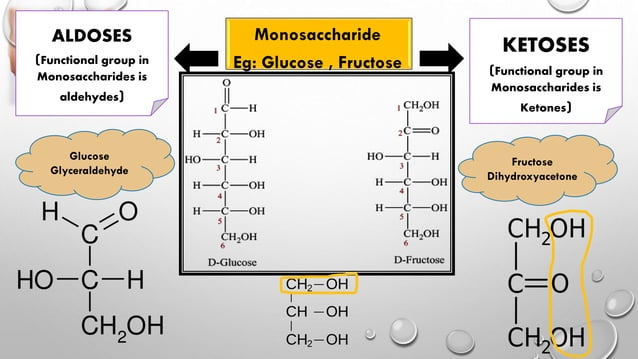 ALDOSES
(Functional group in
Monosaccharides is
aldehydes)
Monosaccharide
Eg: Glucose , Fructose
KETOSES
(Functional group in
Monosaccharides is
Ketones)
Glucose
Glyceraldehyde
Fructose
Dihydroxyacetone
O
1 C H
H C OH
2
HO C H
3
H C OH
4
H C OH
5
CH2OH
6
D-Glucose
1 CH2OH
2 C=O
HO C H
3
H C OH
4
H C OH
5
CH2OH
6
D-Fructose
H O
C
HO C H
CH2OH
CH2 OH
CH OH
CH2 OH
CH2OH
C O
CH2OH